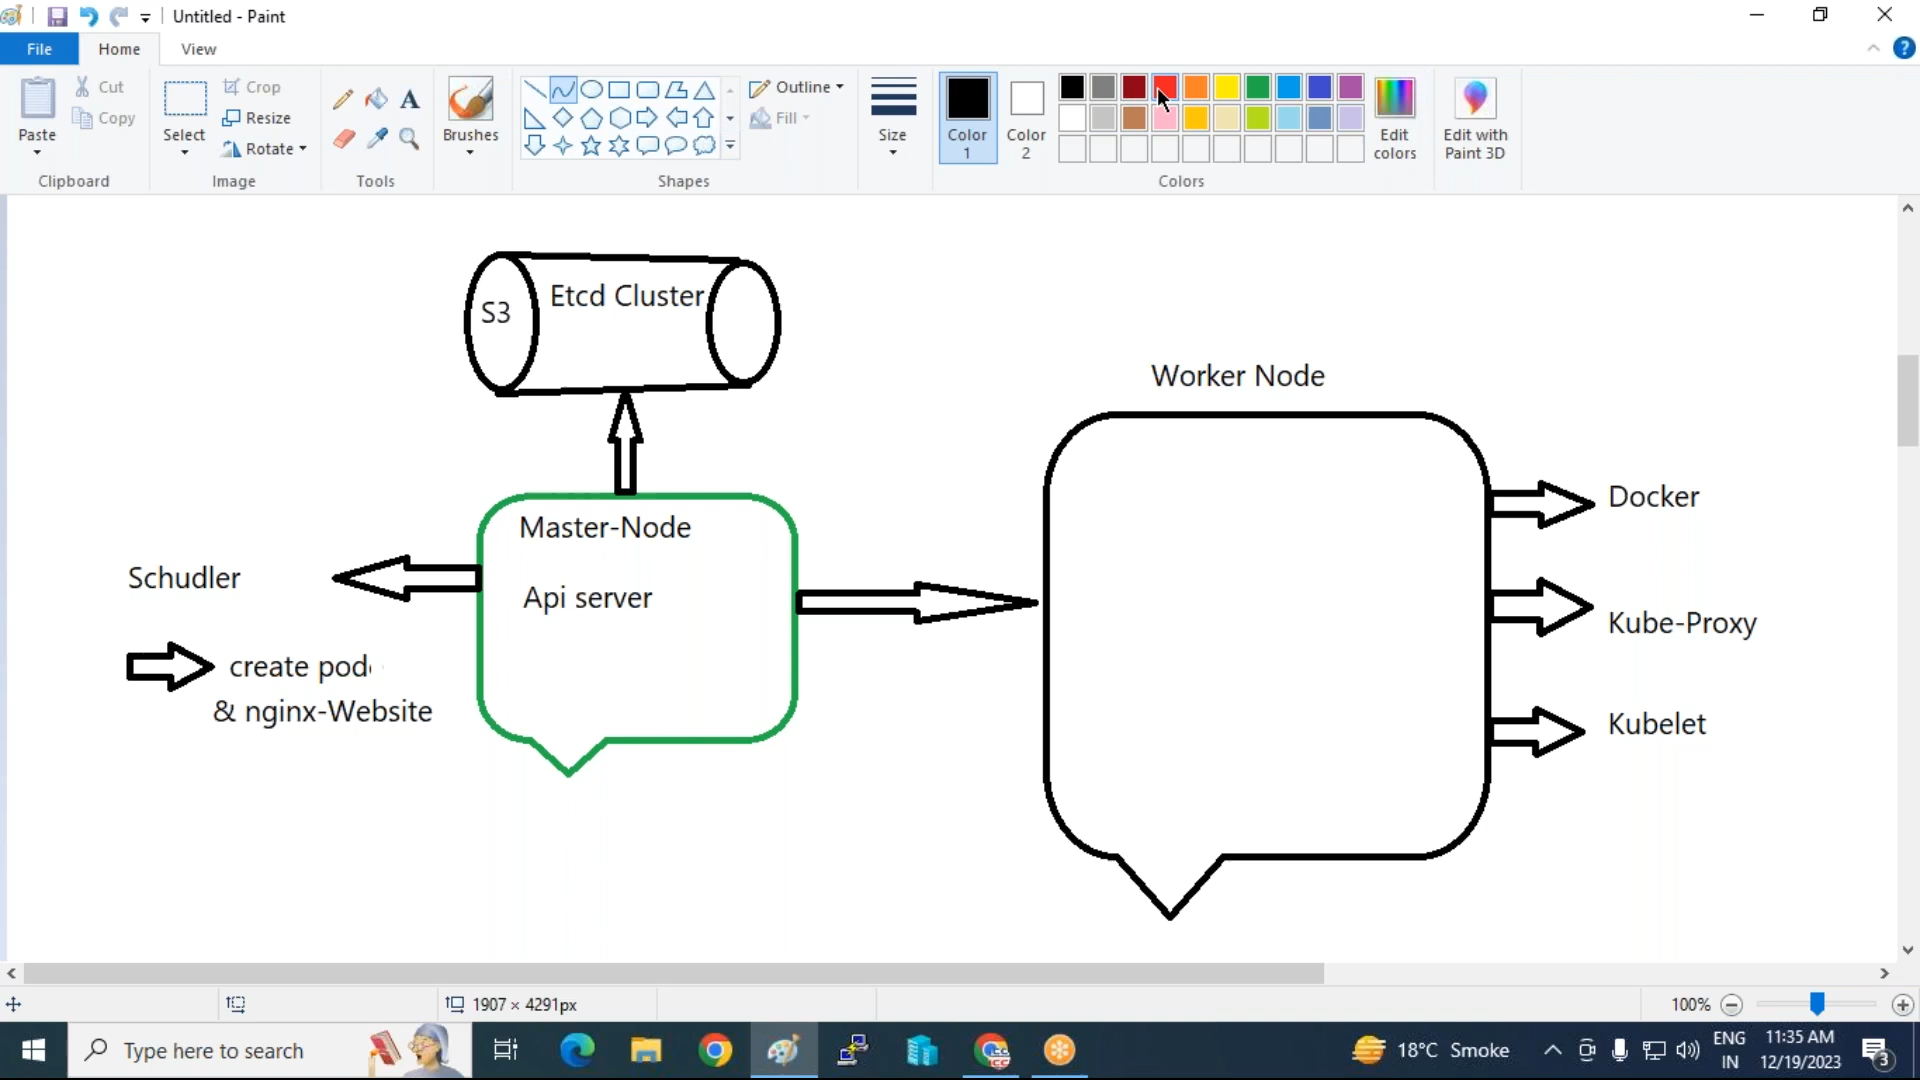 Untitled - Paint
File Home View
Paste
Cut
Copy
Clipboard
Select
Crop
Resize
Rotate
Image
Tools
Brushes
Shapes
Outline
Fill
Size
Color 1
Color 2
Colors
Edit colors
Edit with Paint 3D
S3
Etcd Cluster
Worker Node
Master-Node
Api server
Schudler
create pod
& nginx-Website
Docker
Kube-Proxy
Kubelet
1907 × 4291px
100%
Type here to search
18°C Smoke
ENG
IN
11:35 AM
12/19/2023
3